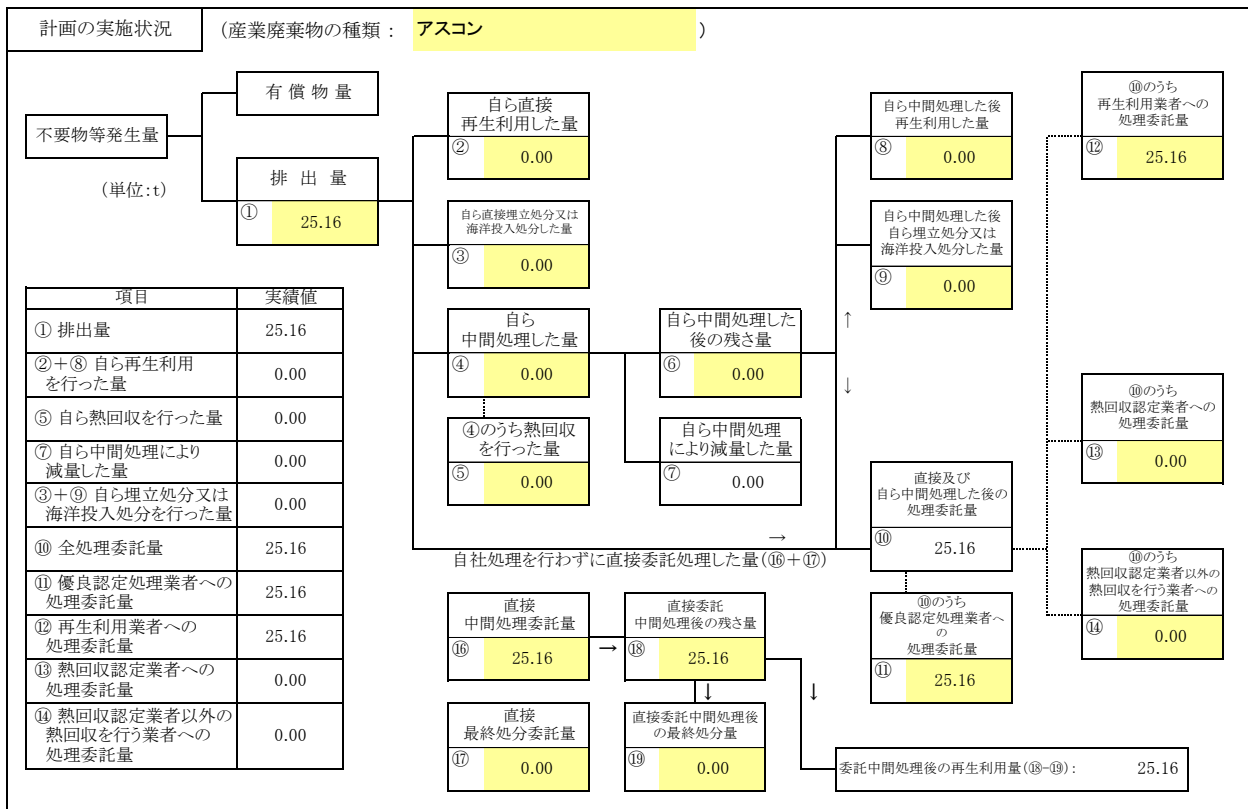 計画の実施状況
(産業廃棄物の種類： アスコン )
不要物等発生量
(単位:t)
有償物量
排出量
① 25.16
自ら直接
再生利用した量
② 0.00
自ら直接埋立処分又は
海洋投入処分した量
③ 0.00
自ら
中間処理した量
④ 0.00
④のうち熱回収
を行った量
⑤ 0.00
自ら中間処理した
後の残さ量
⑥ 0.00
自ら中間処理
により減量した量
⑦ 0.00
自ら中間処理した後
再生利用した量
⑧ 0.00
自ら中間処理した後
自ら埋立処分又は
海洋投入処分した量
⑨ 0.00
↑
↓
直接及び
自ら中間処理した後の
処理委託量
⑩ 25.16
⑩のうち
優良認定処理業者へ
の
処理委託量
⑪ 25.16
⑩のうち
再生利用業者への
処理委託量
⑫ 25.16
⑩のうち
熱回収認定業者への
処理委託量
⑬ 0.00
⑩のうち
熱回収認定業者以外の
熱回収を行う業者への
処理委託量
⑭ 0.00
→
自社処理を行わずに直接委託処理した量(⑯+⑰)
直接
中間処理委託量
⑯ 25.16
→
直接委託
中間処理後の残さ量
⑱ 25.16
↓
↓
直接
最終処分委託量
⑰ 0.00
直接委託中間処理後
の最終処分量
⑲ 0.00
委託中間処理後の再生利用量(⑱-⑲)： 25.16
項目 実績値
① 排出量 25.16
②+⑧ 自ら再生利用
を行った量 0.00
⑤ 自ら熱回収を行った量 0.00
⑦ 自ら中間処理により
減量した量 0.00
③+⑨ 自ら埋立処分又は
海洋投入処分を行った量 0.00
⑩ 全処理委託量 25.16
⑪ 優良認定処理業者への
処理委託量 25.16
⑫ 再生利用業者への
処理委託量 25.16
⑬ 熱回収認定業者への
処理委託量 0.00
⑭ 熱回収認定業者以外の
熱回収を行う業者への
処理委託量 0.00